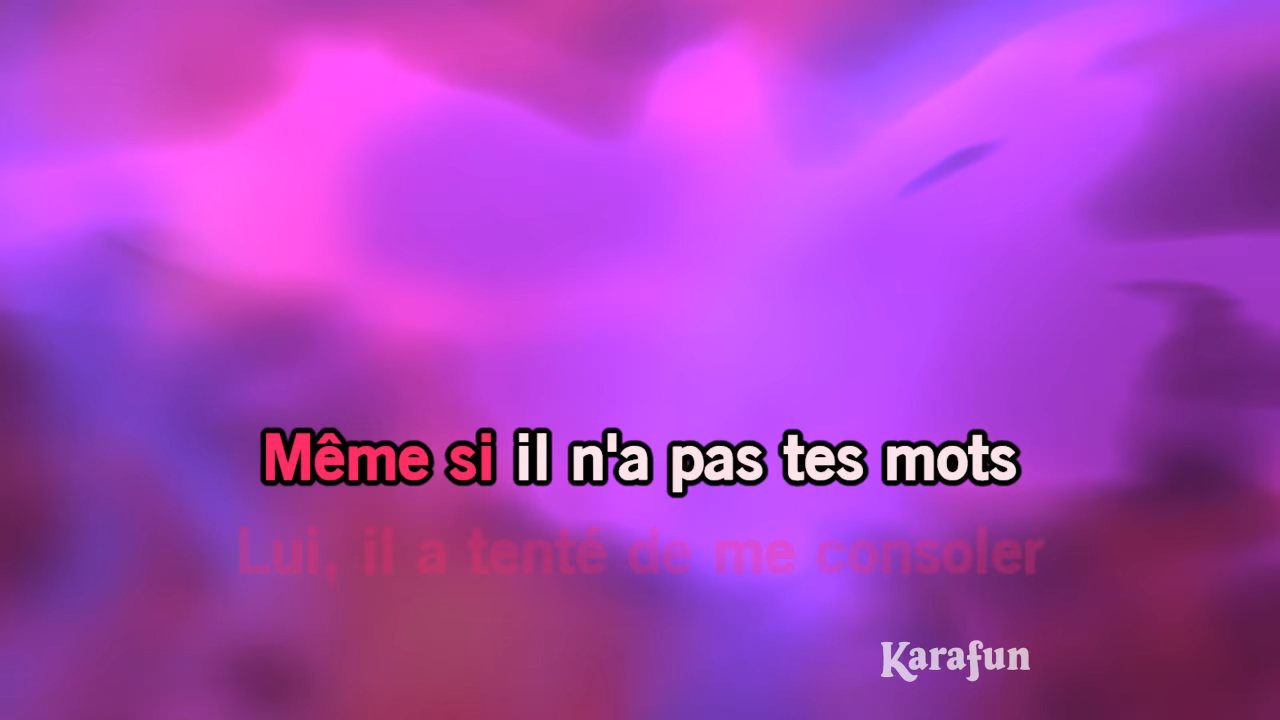 Même si il n'a pas tes mots
Lui, il a tenté de me consoler
Karafun